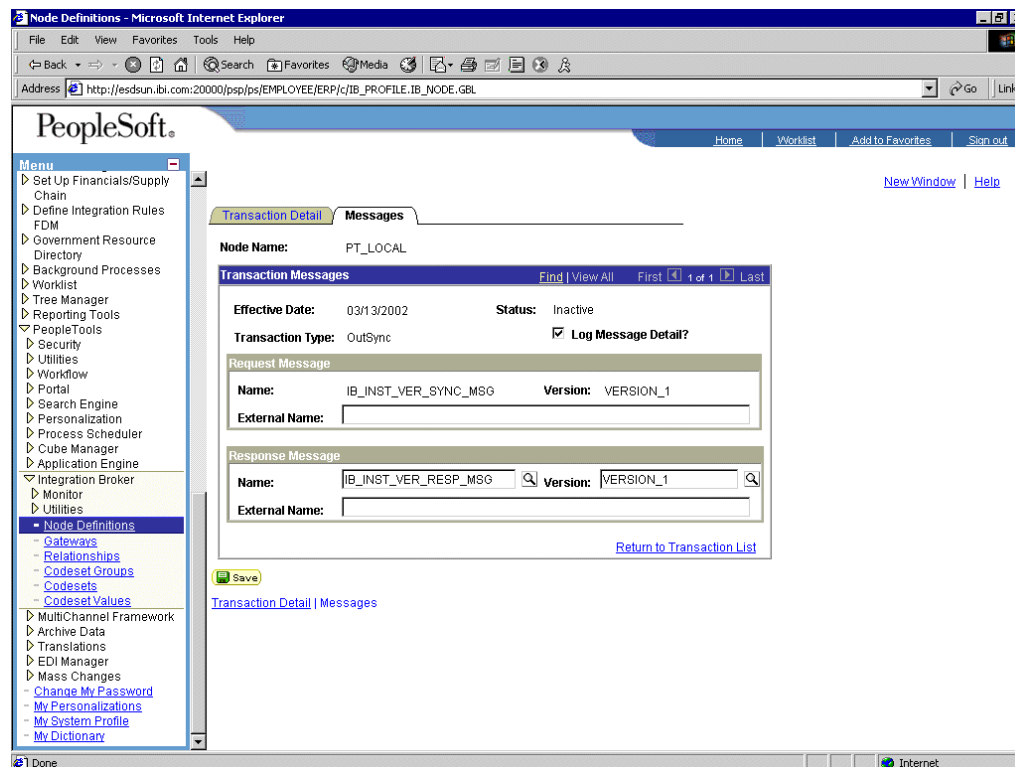 Node Definitions - Microsoft Internet Explorer
File Edit View Favorites Tools Help
Back Search Favorites Media
Address http://esdsun.ibi.com:20000/psp/ps/EMPLOYEE/ERP/c/IB_PROFILE.IB_NODE.GBL Go Link
PeopleSoft.
Home Worklist Add to Favorites Sign out
Menu
Set Up Financials/Supply
Chain
Define Integration Rules
FDM
Government Resource
Directory
Background Processes
Worklist
Tree Manager
Reporting Tools
PeopleTools
Security
Utilities
Workflow
Portal
Search Engine
Personalization
Process Scheduler
Cube Manager
Application Engine
Integration Broker
Monitor
Utilities
Node Definitions
Gateways
Relationships
Codeset Groups
Codesets
Codeset Values
MultiChannel Framework
Archive Data
Translations
EDI Manager
Mass Changes
Change My Password
My Personalizations
My System Profile
My Dictionary
New Window | Help
Transaction Detail Messages
Node Name: PT_LOCAL
Transaction Messages Find | View All First 1 of 1 Last
Effective Date: 03/13/2002 Status: Inactive
Transaction Type: OutSync Log Message Detail?
Request Message
Name: IB_INST_VER_SYNC_MSG Version: VERSION_1
External Name:
Response Message
Name: IB_INST_VER_RESP_MSG Version: VERSION_1
External Name:
Return to Transaction List
Save
Transaction Detail | Messages
Done Internet